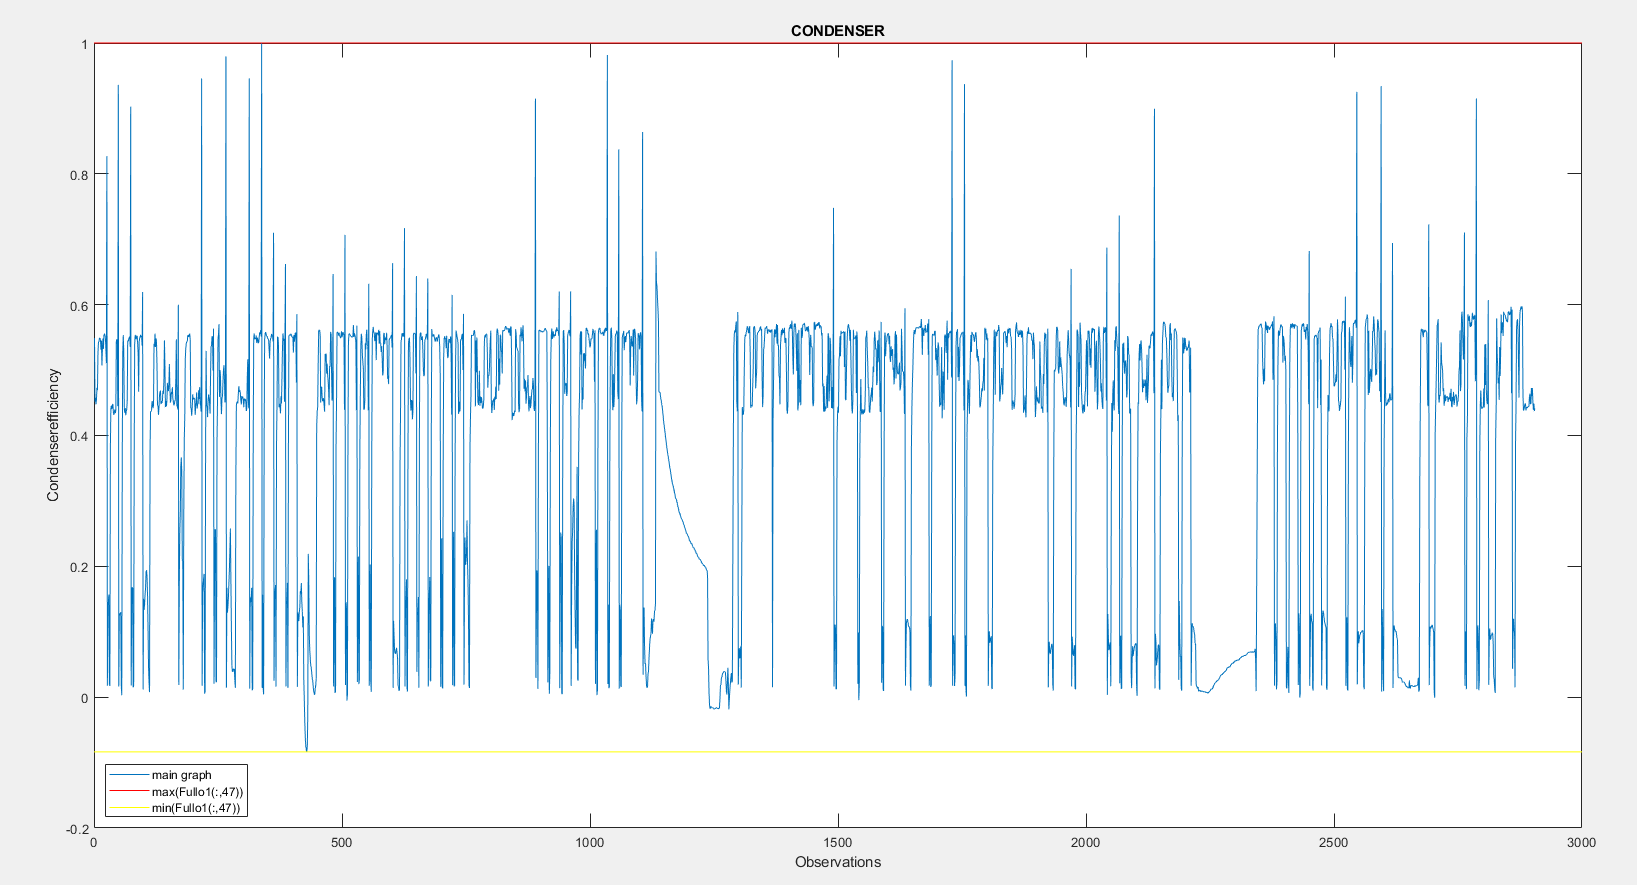 CONDENSER
1
0.8
0.6
0.4
0.2
0
-0.2
Condenserefficiency
main graph
max(Fullo1(:,47))
min(Fullo1(:,47))
0 500 1000 1500 2000 2500 3000
Observations